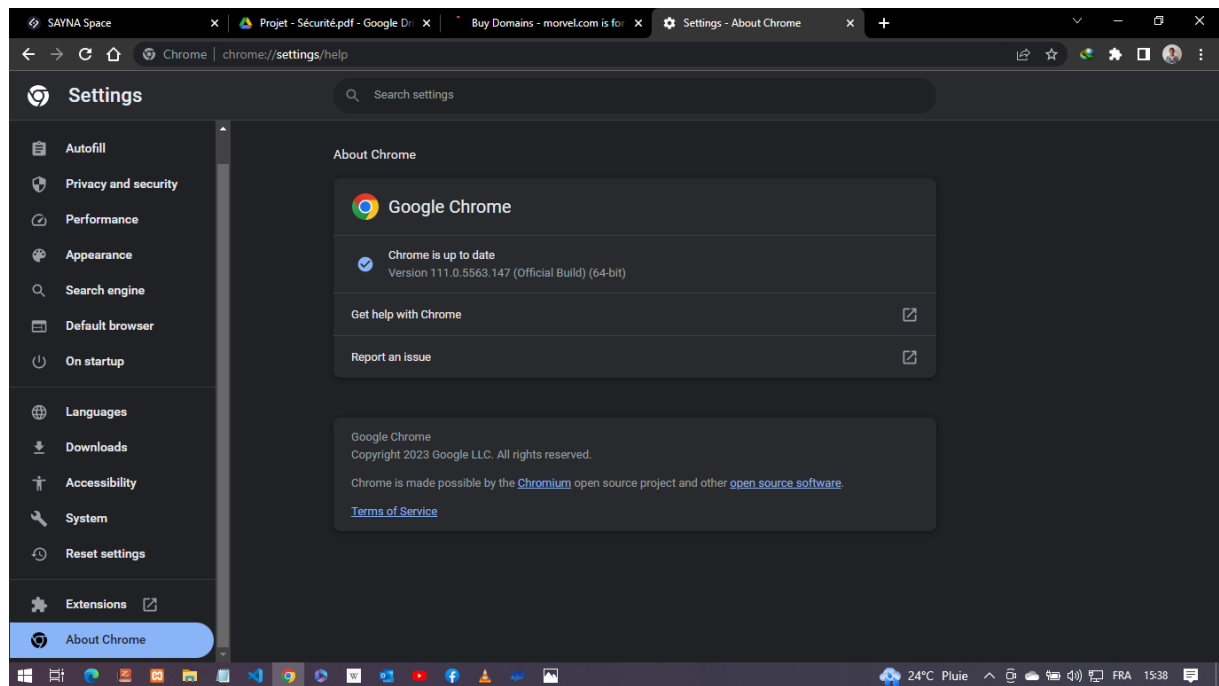 SAYNA Space
Projet - Sécurité.pdf - Google Dri
Buy Domains - morvel.com is for
Settings - About Chrome
Chrome | chrome://settings/help
Settings
Search settings
Autofill
Privacy and security
Performance
Appearance
Search engine
Default browser
On startup
Languages
Downloads
Accessibility
System
Reset settings
Extensions
About Chrome
About Chrome
Google Chrome
Chrome is up to date
Version 111.0.5563.147 (Official Build) (64-bit)
Get help with Chrome
Report an issue
Google Chrome
Copyright 2023 Google LLC. All rights reserved.
Chrome is made possible by the Chromium open source project and other open source software.
Terms of Service
24°C Pluie
FRA
15:38